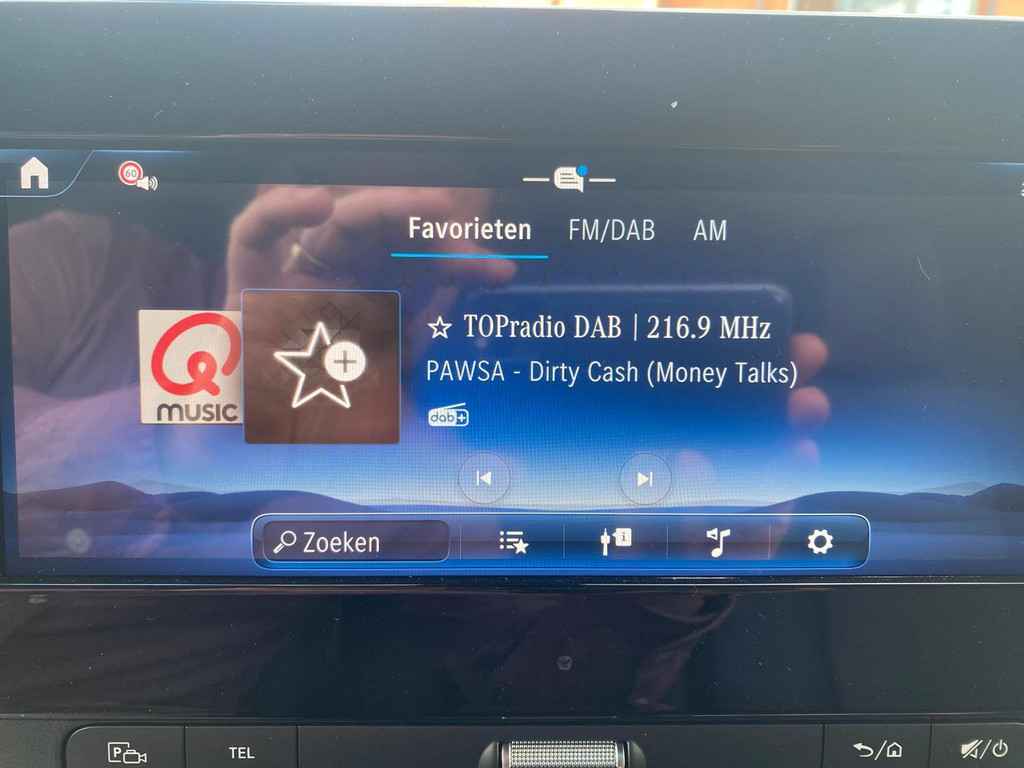 60
Favorieten FM/DAB AM
Q
MUSIC
TOPradio DAB | 216.9 MHz
PAWSA - Dirty Cash (Money Talks)
dab+
Zoeken
i
P
TEL